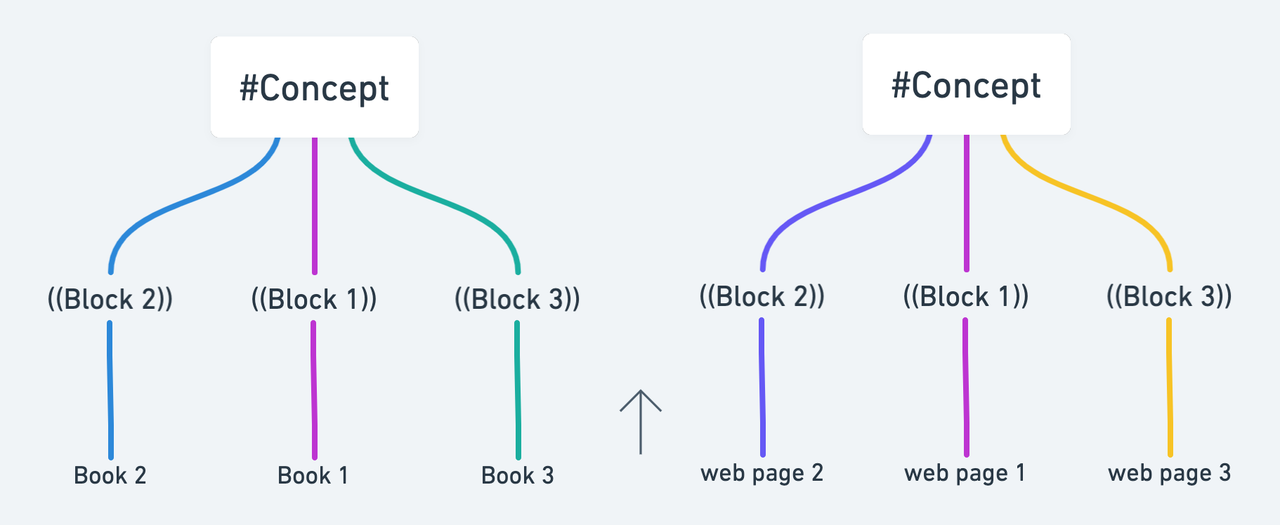 #Concept
((Block 2))
((Block 1))
((Block 3))
Book 2
Book 1
Book 3
#Concept
((Block 2))
((Block 1))
((Block 3))
web page 2
web page 1
web page 3